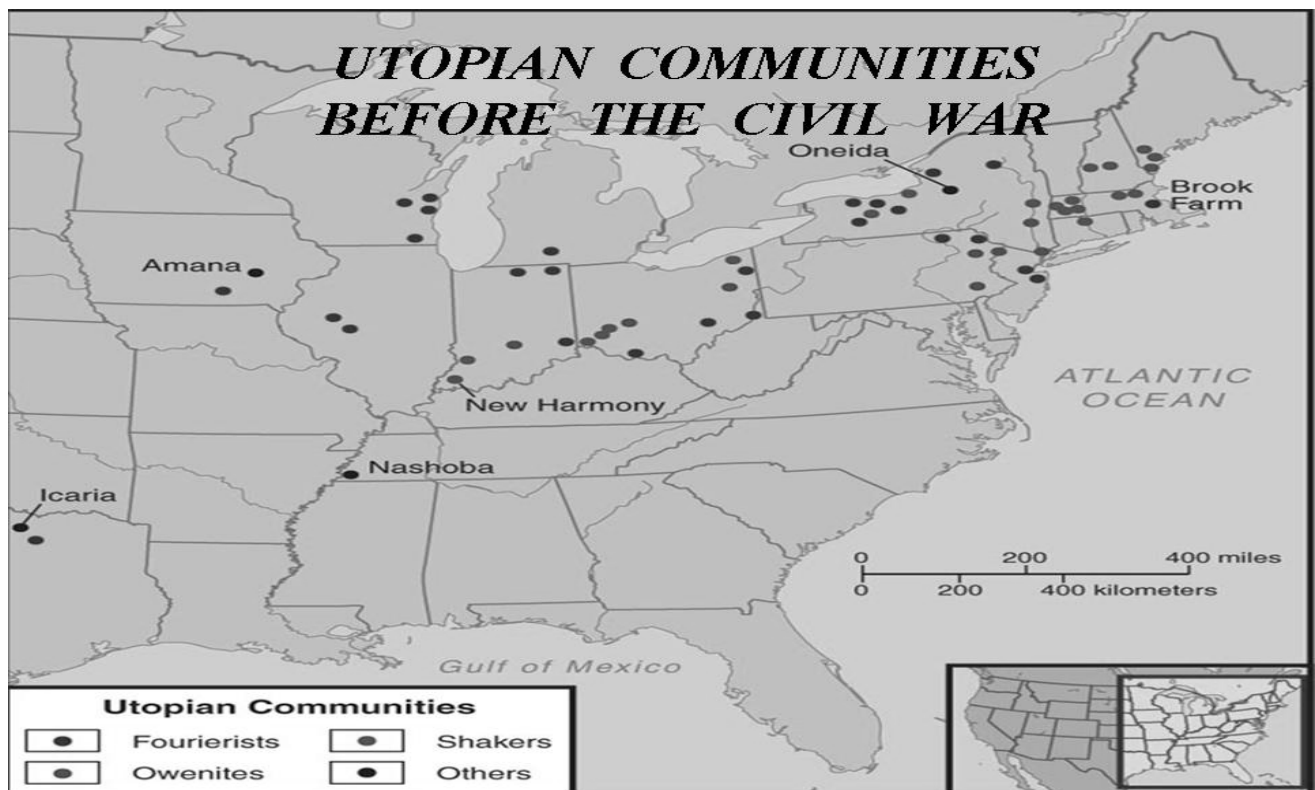 UTOPIAN COMMUNITIES
BEFORE THE CIVIL WAR
Oneida
Brook
Farm
Amana
New Harmony
ATLANTIC
OCEAN
Nashoba
Icaria
0 200 400 miles
0 200 400 kilometers
Gulf of Mexico
Utopian Communities
Fourierists Shakers
Owenites Others